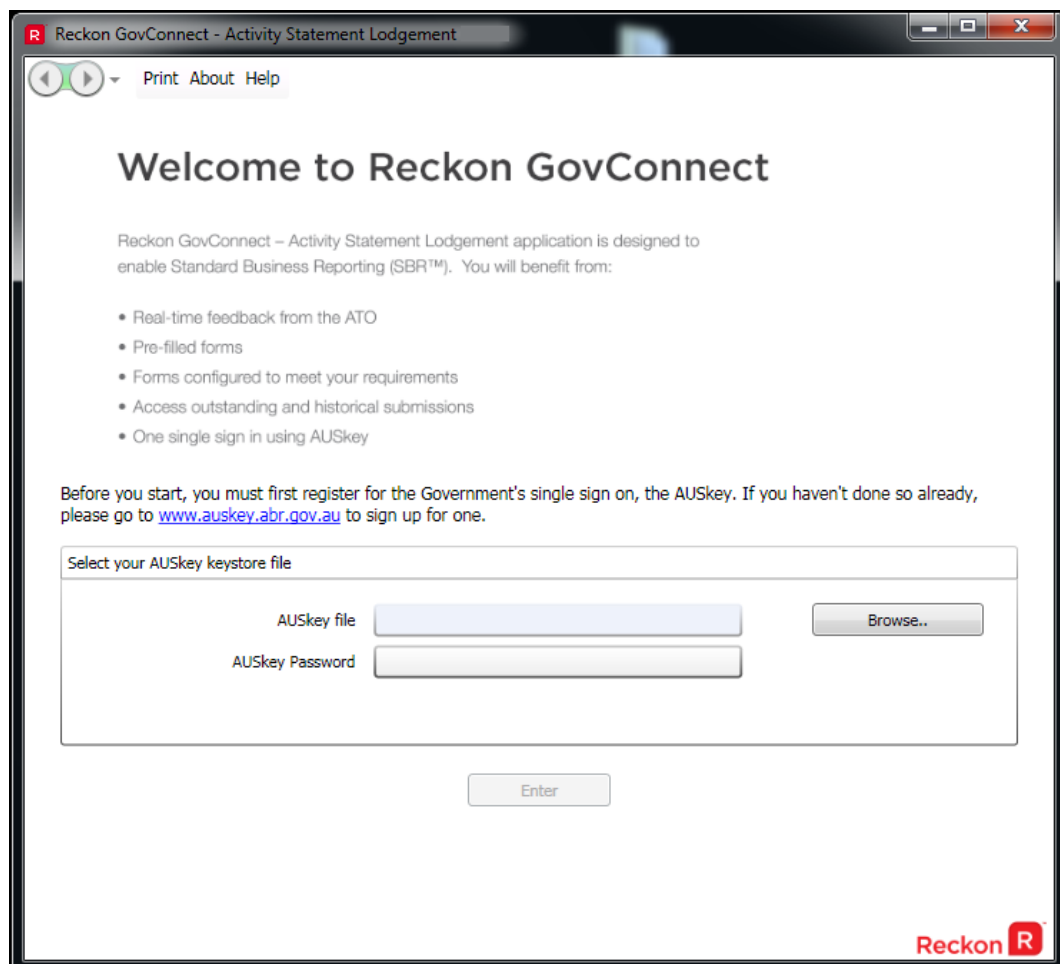 R Reckon GovConnect - Activity Statement Lodgement
Print About Help
Welcome to Reckon GovConnect
Reckon GovConnect – Activity Statement Lodgement application is designed to
enable Standard Business Reporting (SBR™). You will benefit from:
• Real-time feedback from the ATO
• Pre-filled forms
• Forms configured to meet your requirements
• Access outstanding and historical submissions
• One single sign in using AUSkey
Before you start, you must first register for the Government's single sign on, the AUSkey. If you haven't done so already,
please go to www.auskey.abr.gov.au to sign up for one.
Select your AUSkey keystore file
AUSkey file
Browse..
AUSkey Password
Enter
Reckon R